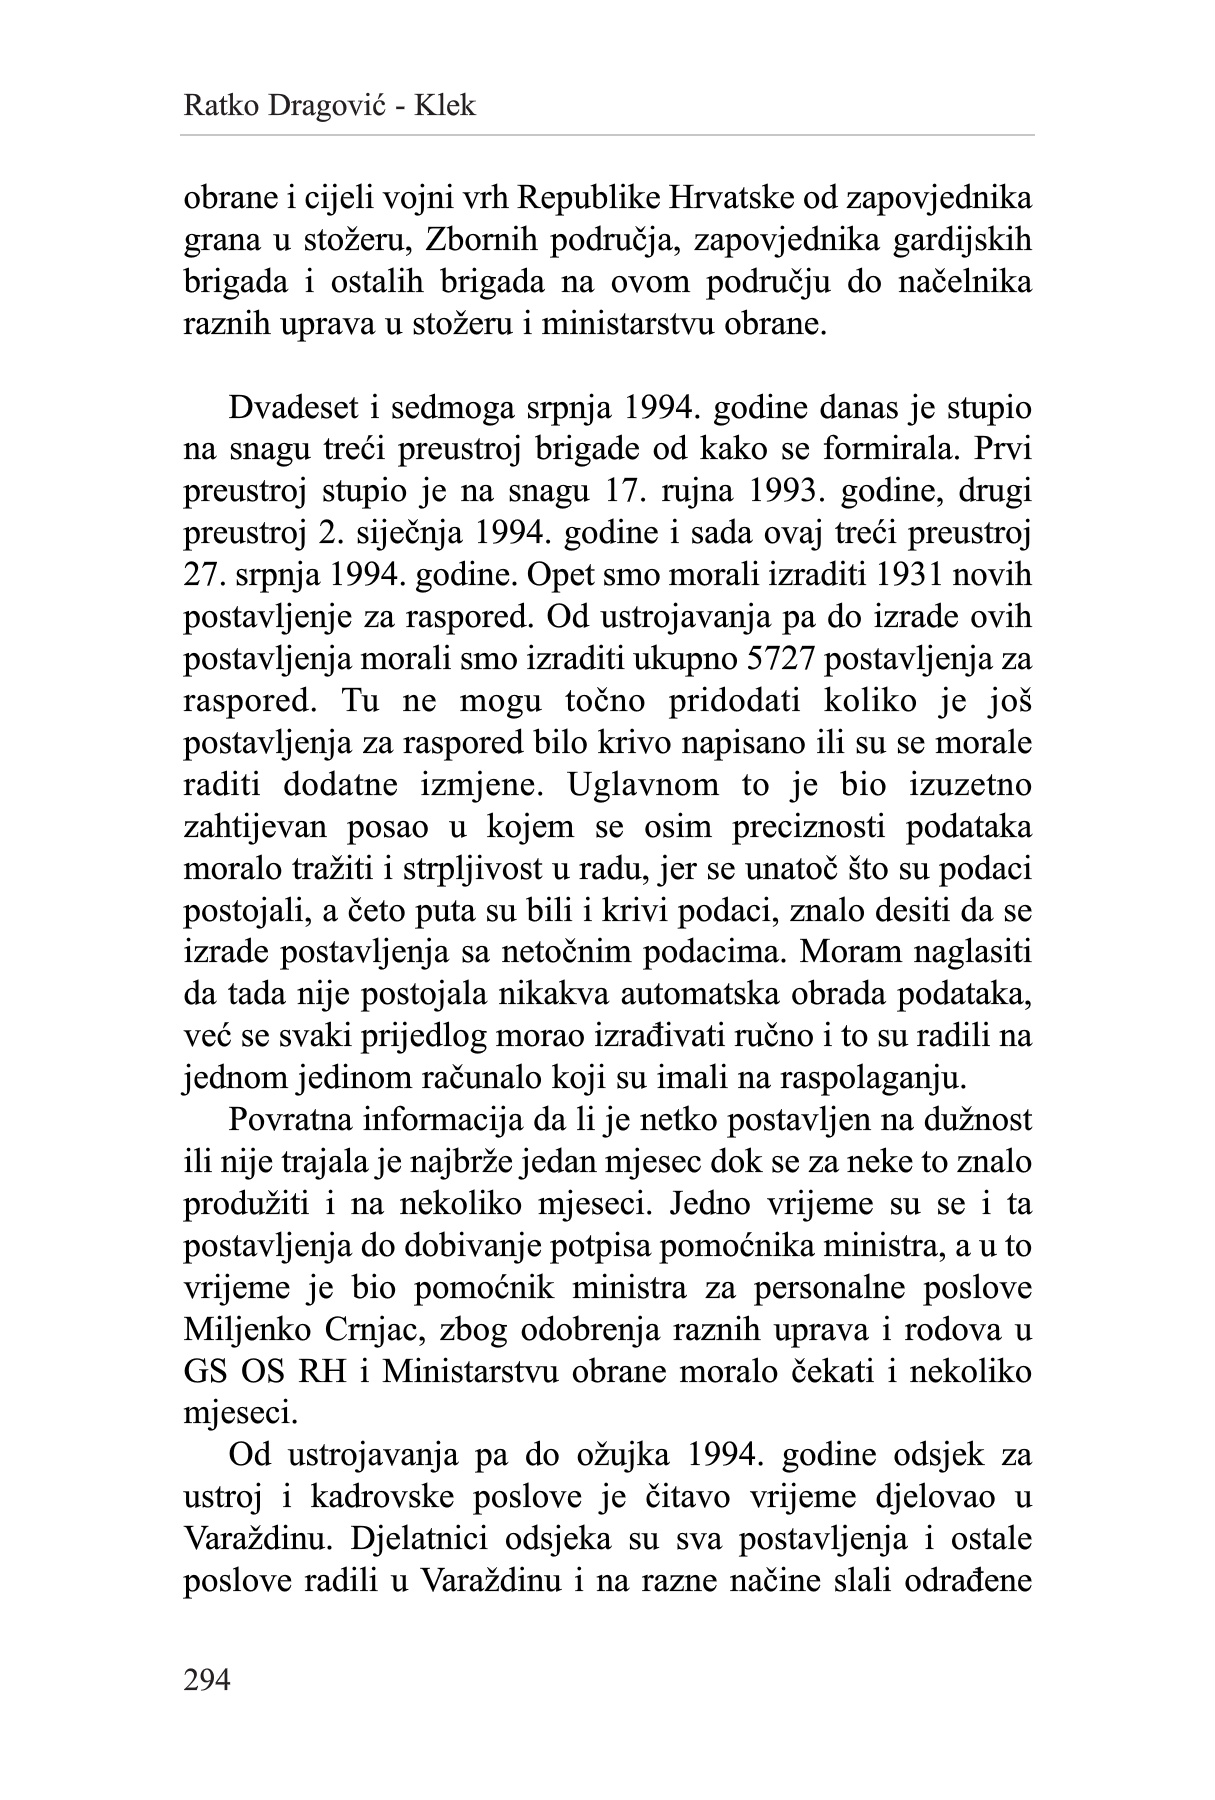 Ratko Dragović - Klek
obrane i cijeli vojni vrh Republike Hrvatske od zapovjednika
grana u stožeru, Zbornih područja, zapovjednika gardijskih
brigada i ostalih brigada na ovom području do načelnika
raznih uprava u stožeru i ministarstvu obrane.
Dvadeset i sedmoga srpnja 1994. godine danas je stupio
na snagu treći preustroj brigade od kako se formirala. Prvi
preustroj stupio je na snagu 17. rujna 1993. godine, drugi
preustroj 2. siječnja 1994. godine i sada ovaj treći preustroj
27. srpnja 1994. godine. Opet smo morali izraditi 1931 novih
postavljenje za raspored. Od ustrojavanja pa do izrade ovih
postavljenja morali smo izraditi ukupno 5727 postavljenja za
raspored. Tu ne mogu točno pridodati koliko je još
postavljenja za raspored bilo krivo napisano ili su se morale
raditi dodatne izmjene. Uglavnom to je bio izuzetno
zahtijevan posao u kojem se osim preciznosti podataka
moralo tražiti i strpljivost u radu, jer se unatoč što su podaci
postojali, a četo puta su bili i krivi podaci, znalo desiti da se
izrade postavljenja sa netočnim podacima. Moram naglasiti
da tada nije postojala nikakva automatska obrada podataka,
već se svaki prijedlog morao izrađivati ručno i to su radili na
jednom jedinom računalo koji su imali na raspolaganju.
Povratna informacija da li je netko postavljen na dužnost
ili nije trajala je najbrže jedan mjesec dok se za neke to znalo
produžiti i na nekoliko mjeseci. Jedno vrijeme su se i ta
postavljenja do dobivanje potpisa pomoćnika ministra, a u to
vrijeme je bio pomoćnik ministra za personalne poslove
Miljenko Crnjac, zbog odobrenja raznih uprava i rodova u
GS OS RH i Ministarstvu obrane moralo čekati i nekoliko
mjeseci.
Od ustrojavanja pa do ožujka 1994. godine odsjek za
ustroj i kadrovske poslove je čitavo vrijeme djelovao u
Varaždinu. Djelatnici odsjeka su sva postavljenja i ostale
poslove radili u Varaždinu i na razne načine slali odrađene
294